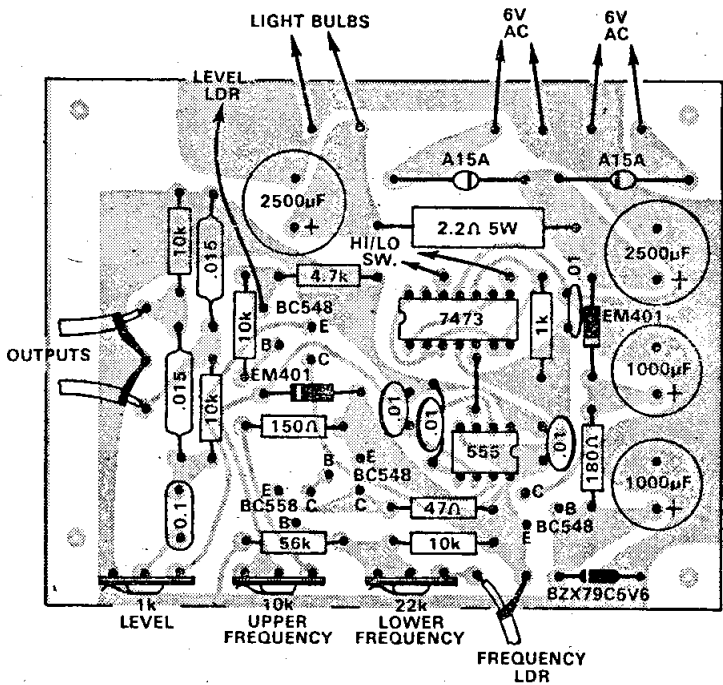 LIGHT BULBS
6V
AC
6V
AC
LEVEL
LDR
A15A
A15A
2500µF
+
2.2Ω 5W
2500µF
+
10k
.015
HI/LO
SW.
4.7k
.01
BC548
7473
1k
EM401
10k
E
B
C
OUTPUTS
EM401
1000µF
+
.015
10k
.01
.01
150Ω
555
.01
180Ω
B
E
BC548
C
1000µF
+
E
BC558
C
B
0.1
47Ω
C
B
BC548
E
56k
10k
1k
LEVEL
10k
UPPER
FREQUENCY
22k
LOWER
FREQUENCY
BZX79C5V6
FREQUENCY
LDR